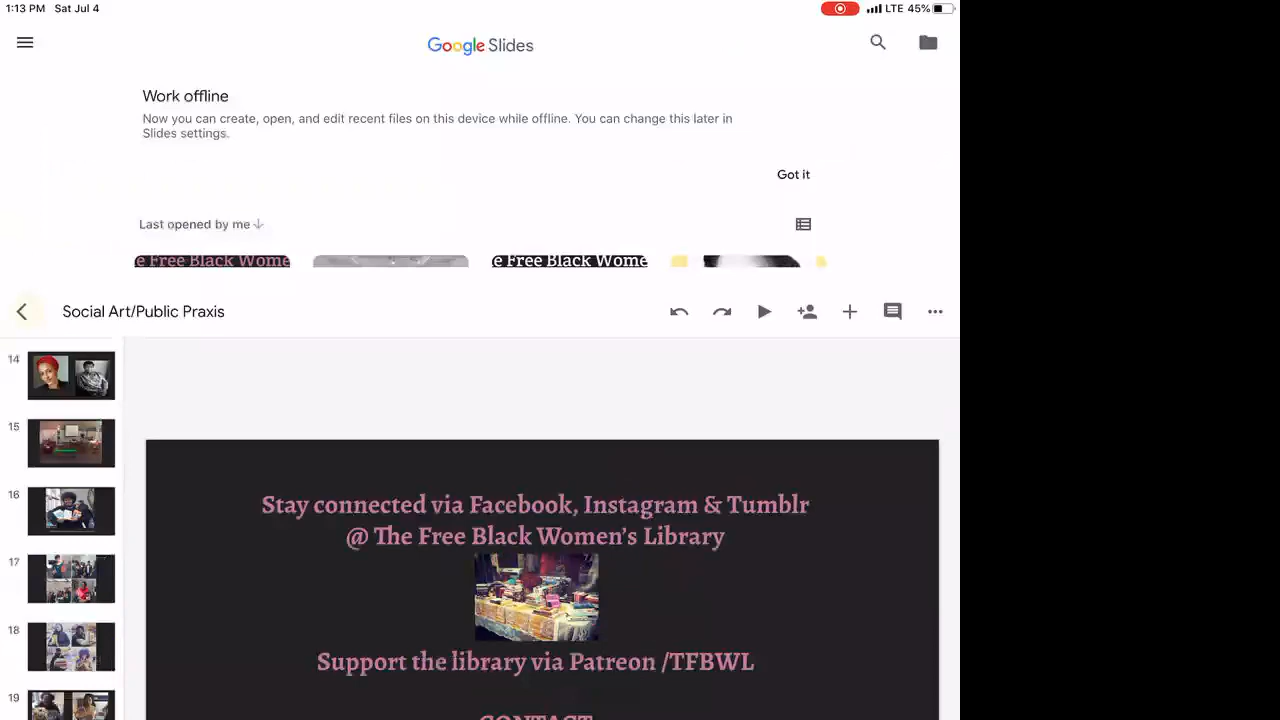 1:13 PM Sat Jul 4
LTE 45%
Google Slides
Work offline
Now you can create, open, and edit recent files on this device while offline. You can change this later in
Slides settings.
Got it
Last opened by me
e Free Black Wome
e Free Black Wome
Social Art/Public Praxis
14
15
16
17
18
19
Stay connected via Facebook, Instagram & Tumblr
@ The Free Black Women’s Library
Support the library via Patreon /TFBWL
CONTACT